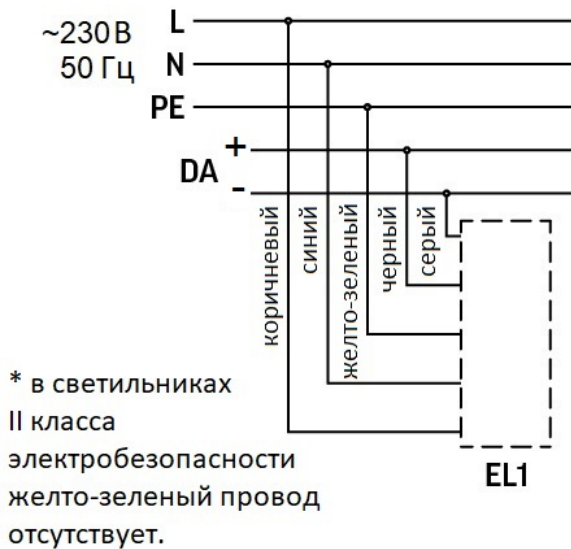 ~230В
50 Гц
L
N
PE
DA
+
-
коричневый
синий
желто-зеленый
черный
серый
EL1
* в светильниках
II класса
электробезопасности
желто-зеленый провод
отсутствует.